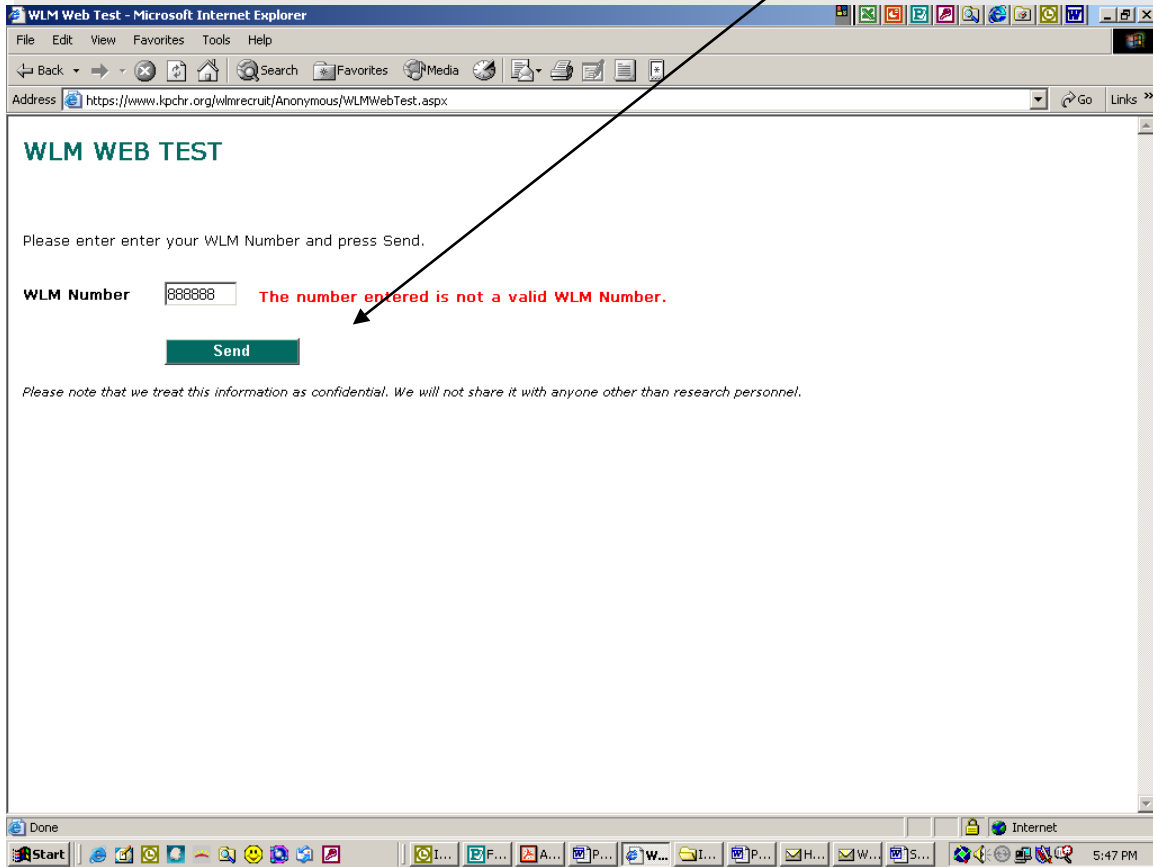 WLM Web Test - Microsoft Internet Explorer
File Edit View Favorites Tools Help
Back Search Favorites Media
Address https://www.kpchr.org/wlmrecruit/Anonymous/WLMWebTest.aspx Go Links »
WLM WEB TEST
Please enter enter your WLM Number and press Send.
WLM Number 888888 The number entered is not a valid WLM Number.
Send
Please note that we treat this information as confidential. We will not share it with anyone other than research personnel.
Done Internet
Start I... F... A... P... W... I... P... H... W... S... 5:47 PM